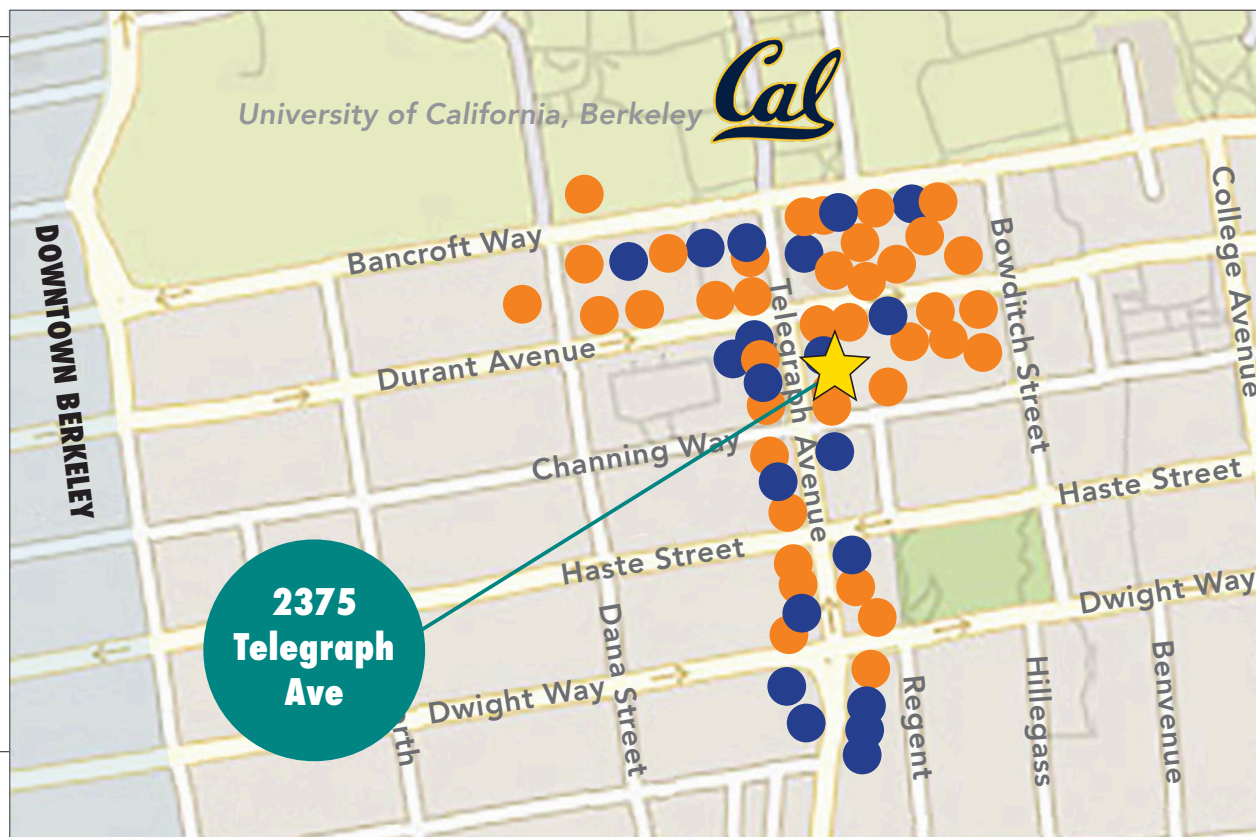 Cal
University of California, Berkeley
College Avenue
Bancroft Way
Bowditch Street
DOWNTOWN BERKELEY
Telegraph Avenue
Durant Avenue
Channing Way
Haste Street
Haste Street
Dwight Way
2375
Telegraph
Ave
Dana Street
Dwight Way
Regent
Hillegass
Benvenue